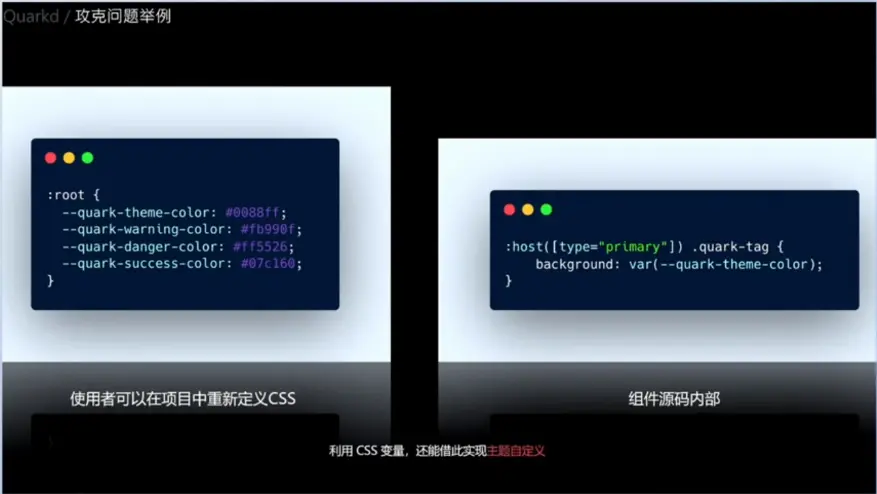 Quarkd / 攻克问题举例
:root {
--quark-theme-color: #0088ff;
--quark-warning-color: #fb990f;
--quark-danger-color: #ff5526;
--quark-success-color: #07c160;
}
使用者可以在项目中重新定义CSS
:host([type="primary"]) .quark-tag {
background: var(--quark-theme-color);
}
组件源码内部
利用 CSS 变量，还能借此实现主题自定义